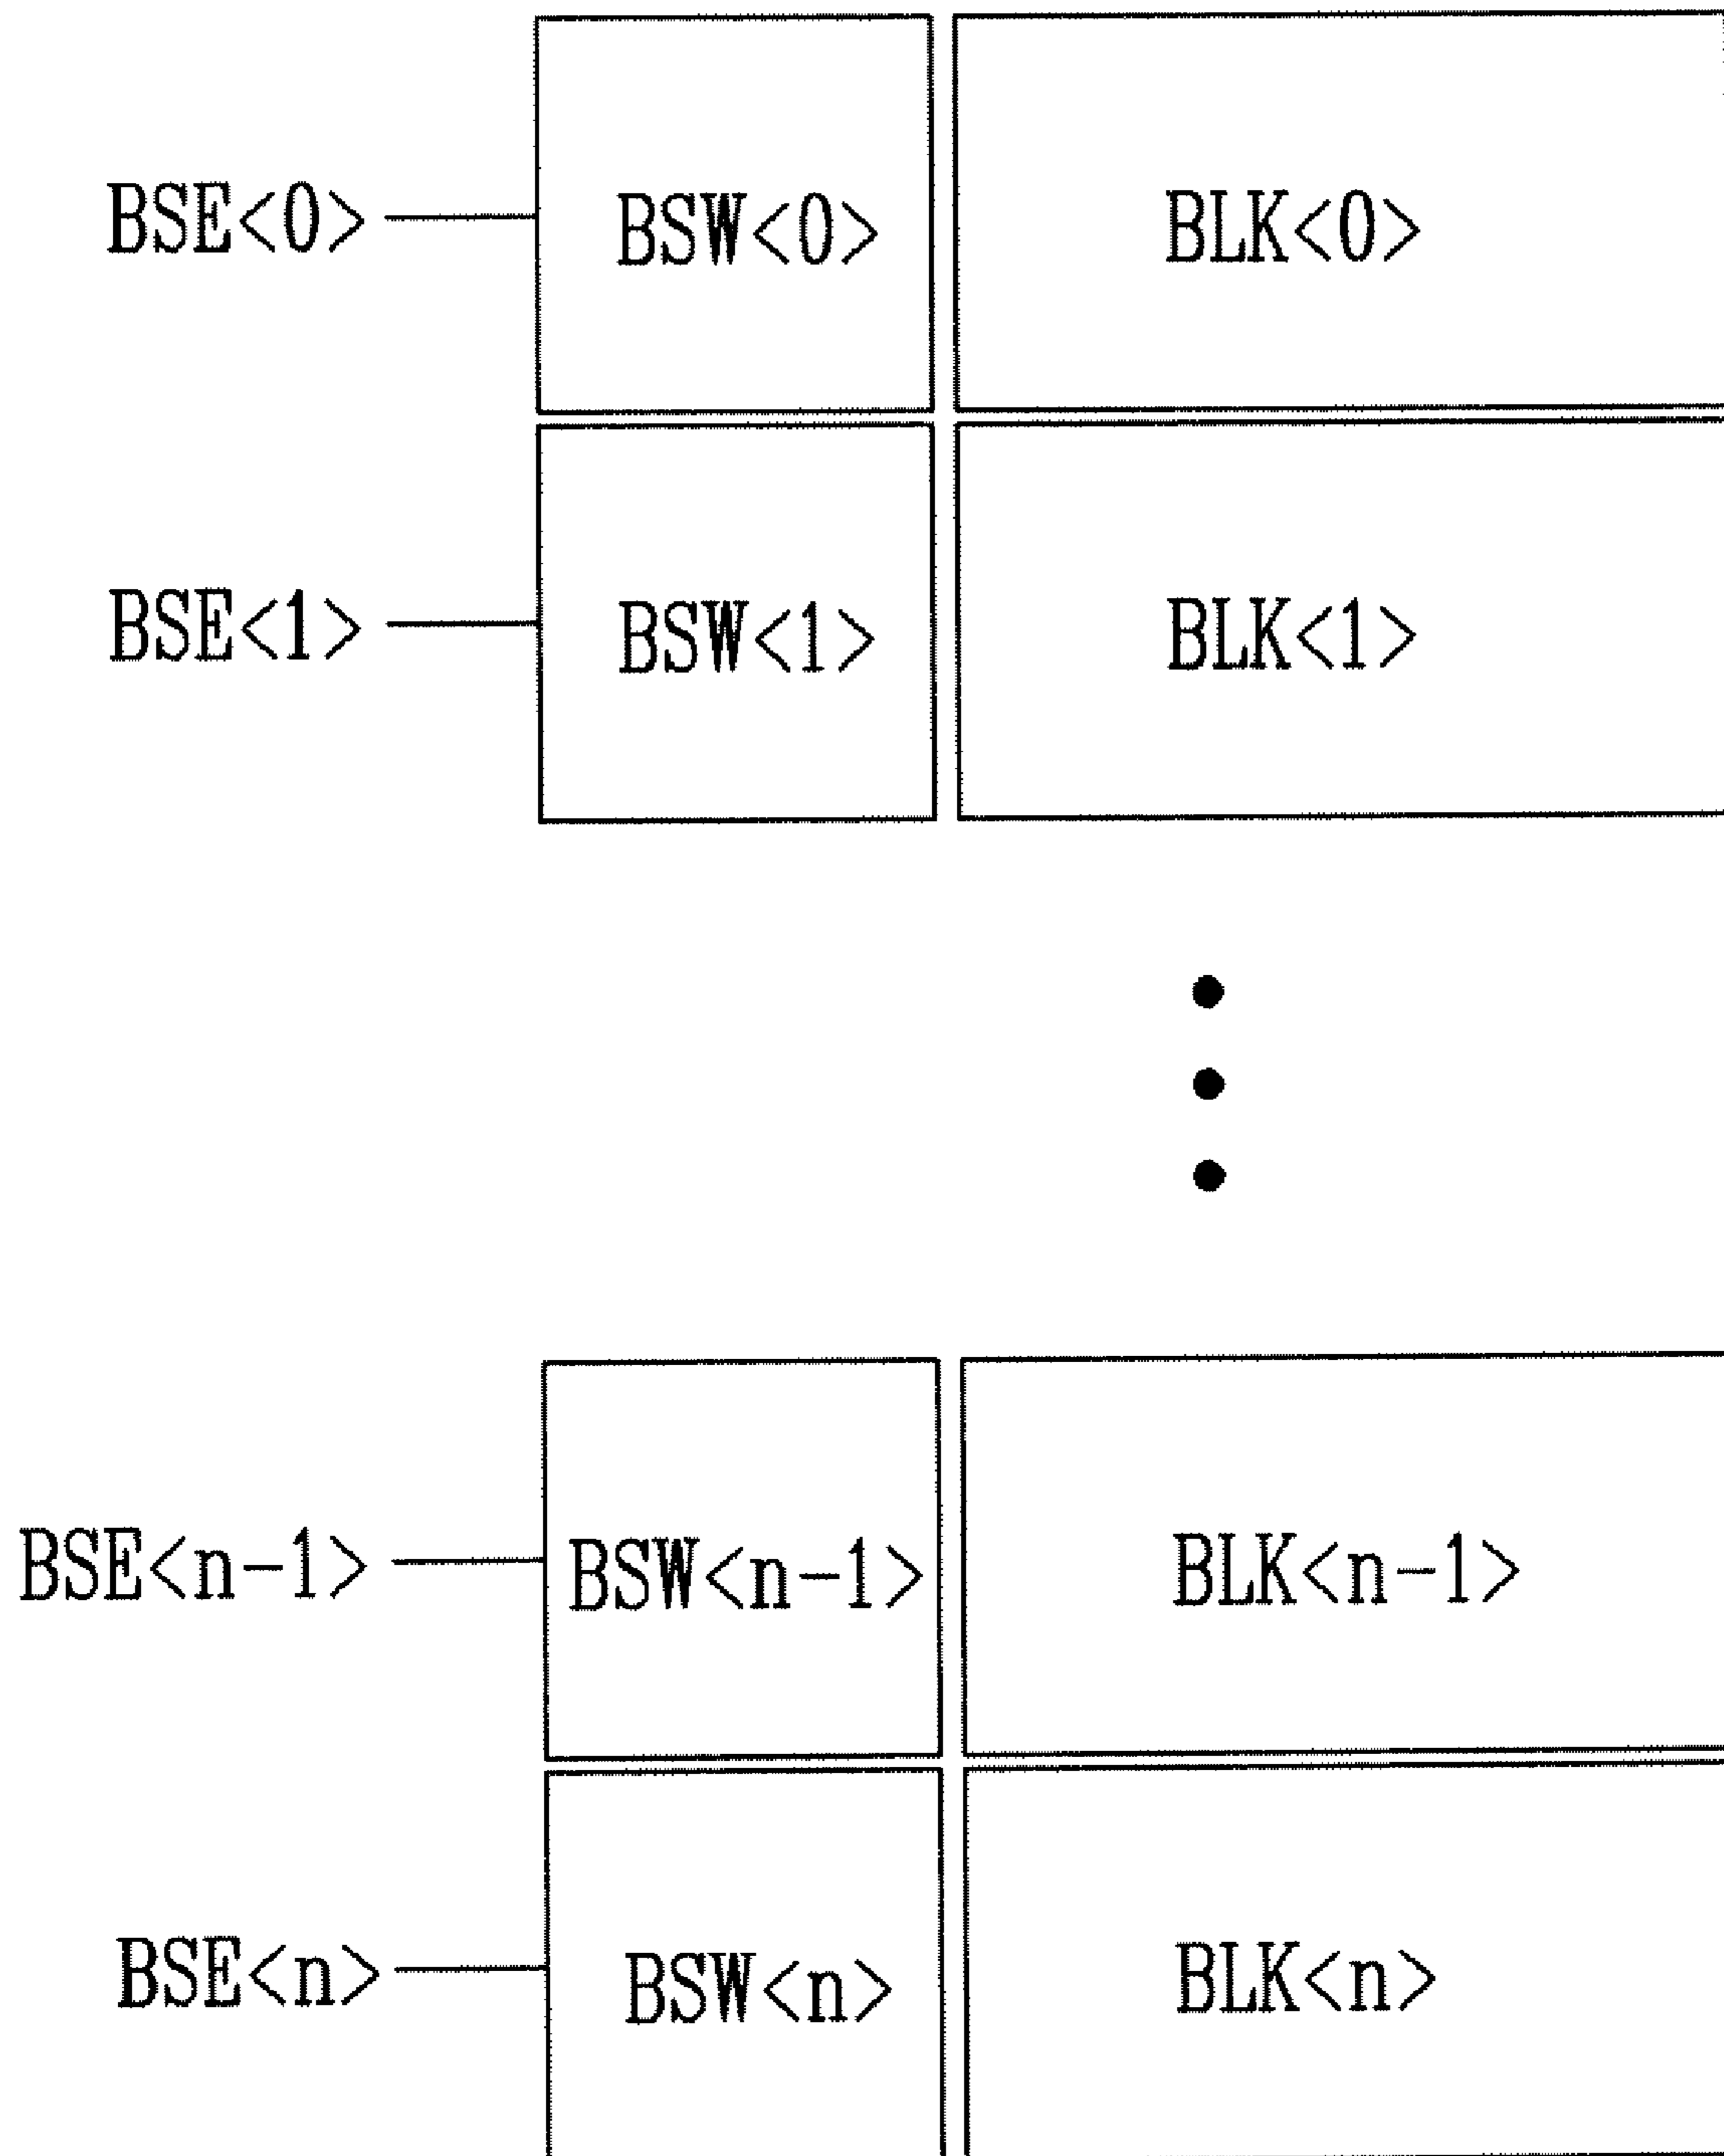 BSE<0> BSW<0> BLK<0>
BSE<1> BSW<1> BLK<1>
BSE<n-1> BSW<n-1> BLK<n-1>
BSE<n> BSW<n> BLK<n>